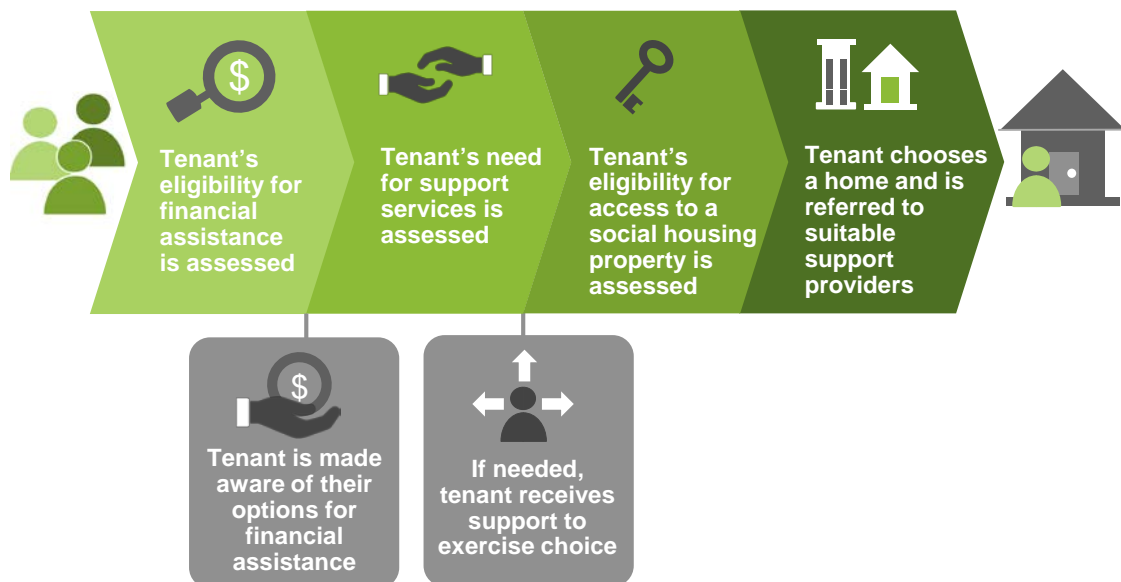 $
Tenant's
eligibility for
financial
assistance
is assessed
Tenant's need
for support
services is
assessed
Tenant's
eligibility for
access to a
social housing
property is
assessed
Tenant chooses
a home and is
referred to
suitable
support
providers
$
Tenant is made
aware of their
options for
financial
assistance
If needed,
tenant receives
support to
exercise choice